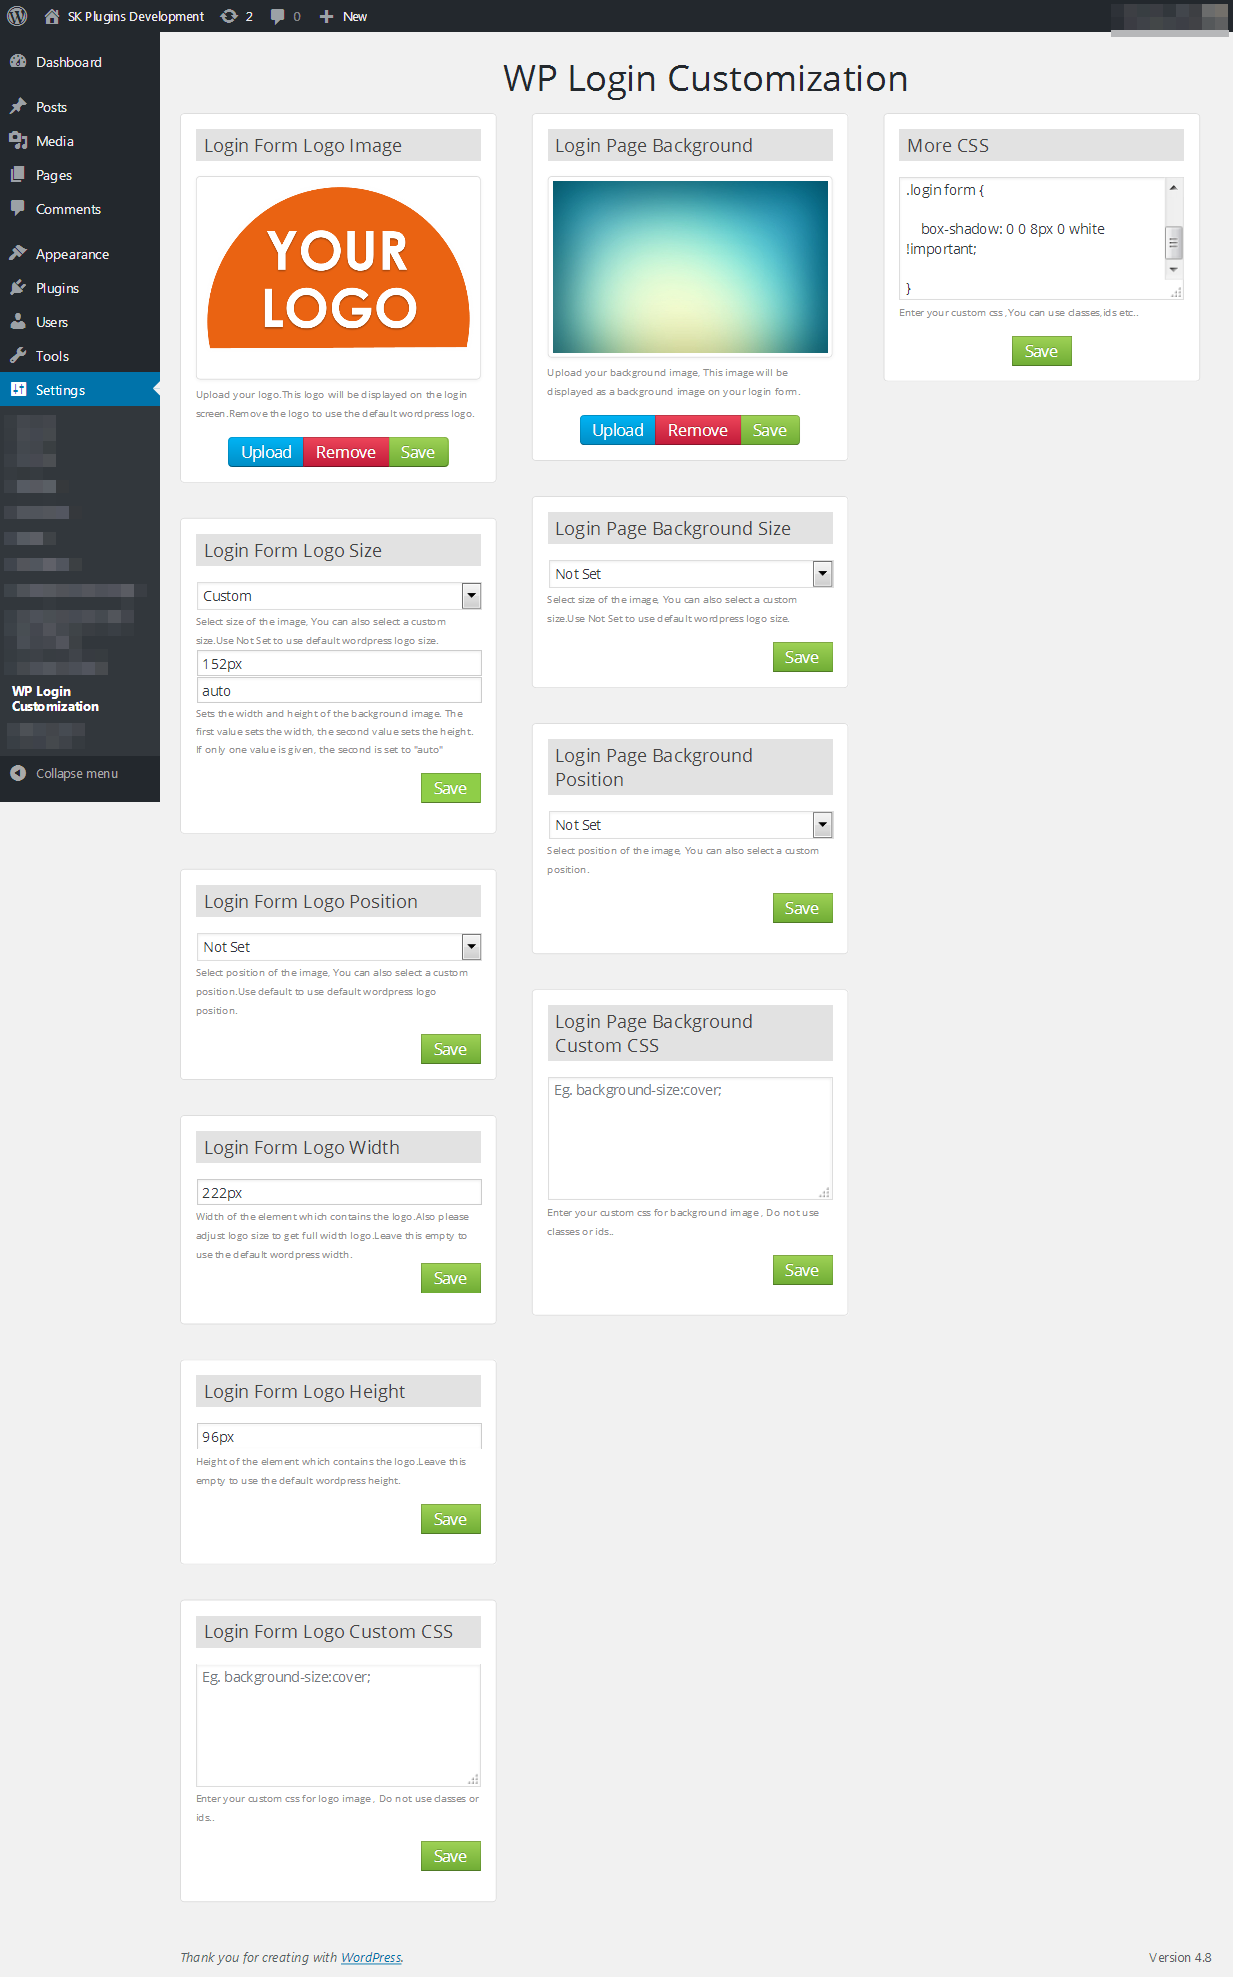 SK Plugins Development 2 0 New
Dashboard
Posts
Media
Pages
Comments
Appearance
Plugins
Users
Tools
Settings
WP Login
Customization
Collapse menu
WP Login Customization
Login Form Logo Image
YOUR
LOGO
Upload your logo.This logo will be displayed on the login
screen.Remove the logo to use the default wordpress logo.
Upload Remove Save
Login Form Logo Size
Custom
Select size of the image, You can also select a custom
size.Use Not Set to use default wordpress logo size.
152px
auto
Sets the width and height of the background image. The
first value sets the width, the second value sets the height.
If only one value is given, the second is set to "auto"
Save
Login Form Logo Position
Not Set
Select position of the image, You can also select a custom
position.Use default to use default wordpress logo
position.
Save
Login Form Logo Width
222px
Width of the element which contains the logo.Also please
adjust logo size to get full width logo.Leave this empty to
use the default wordpress width.
Save
Login Form Logo Height
96px
Height of the element which contains the logo.Leave this
empty to use the default wordpress height.
Save
Login Form Logo Custom CSS
Eg. background-size:cover;
Enter your custom css for logo image , Do not use classes or
ids..
Save
Login Page Background
Upload your background image, This image will be
displayed as a background image on your login form.
Upload Remove Save
Login Page Background Size
Not Set
Select size of the image, You can also select a custom
size.Use Not Set to use default wordpress logo size.
Save
Login Page Background
Position
Not Set
Select position of the image, You can also select a custom
position.
Save
Login Page Background
Custom CSS
Eg. background-size:cover;
Enter your custom css for background image , Do not use
classes or ids..
Save
More CSS
.login form {
box-shadow: 0 0 8px 0 white
!important;
}
Enter your custom css ,You can use classes,ids etc..
Save
Thank you for creating with WordPress.
Version 4.8